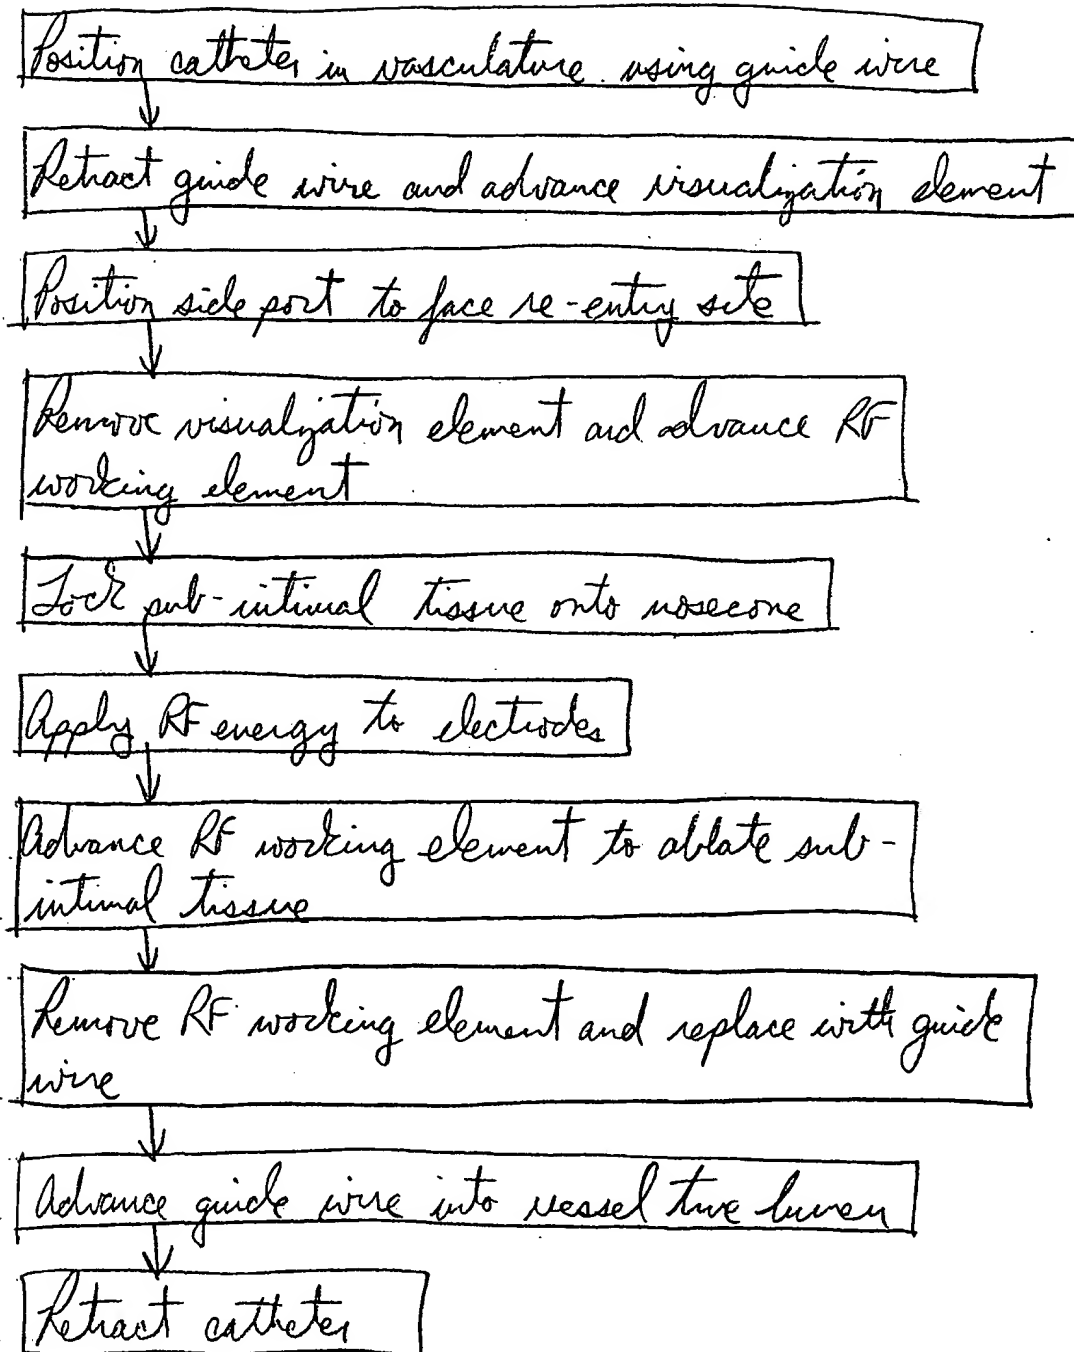 Position catheter in vasculature using guide wire
Retract guide wire and advance visualization element
Position side port to face re-entry site
Remove visualization element and advance RF
working element
Lock sub-intimal tissue onto nosecone
Apply RF energy to electrodes
Advance RF working element to ablate sub-
intimal tissue
Remove RF working element and replace with guide
wire
Advance guide wire into vessel true lumen
Retract catheter